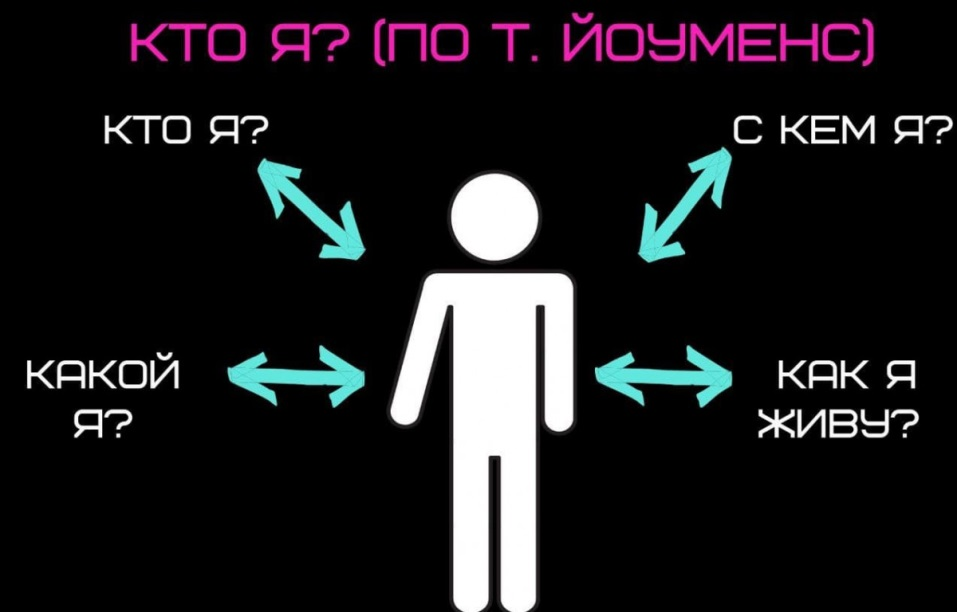 КТО Я? (ПО Т. ЙОУМЕНС)
КТО Я?
С КЕМ Я?
КАКОЙ
Я?
КАК Я
ЖИВУ?